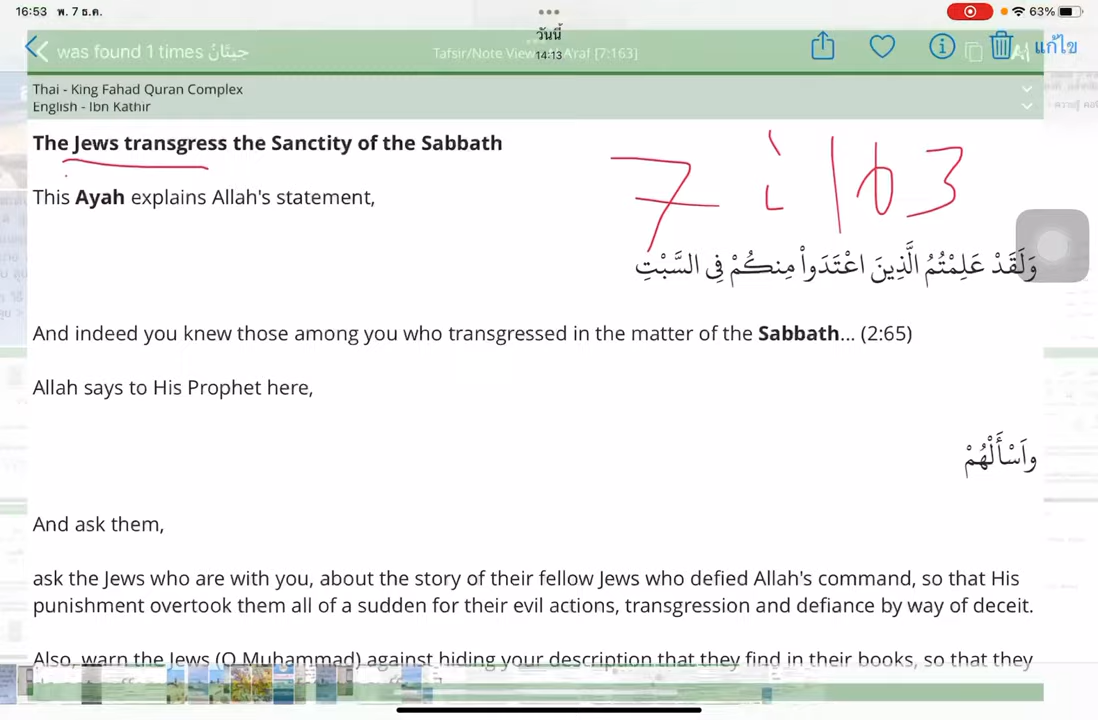 16:53 พ. 7 ธ.ค.
63%
วันนี้
14:13
แก้ไข
was found 1 times حِيتَانُ
A'raf [7:163]
Thai - King Fahad Quran Complex
English - Ibn Kathir
The Jews transgress the Sanctity of the Sabbath
7 : 163
This Ayah explains Allah's statement,
وَلَقَدْ عَلِمْتُمُ الَّذِينَ اعْتَدَواْ مِنكُمْ فِي السَّبْتِ
And indeed you knew those among you who transgressed in the matter of the Sabbath... (2:65)
Allah says to His Prophet here,
واَسْأَلْهُمْ
And ask them,
ask the Jews who are with you, about the story of their fellow Jews who defied Allah's command, so that His
punishment overtook them all of a sudden for their evil actions, transgression and defiance by way of deceit.
Also, warn the Jews (O Muhammad) against hiding your description that they find in their books, so that they